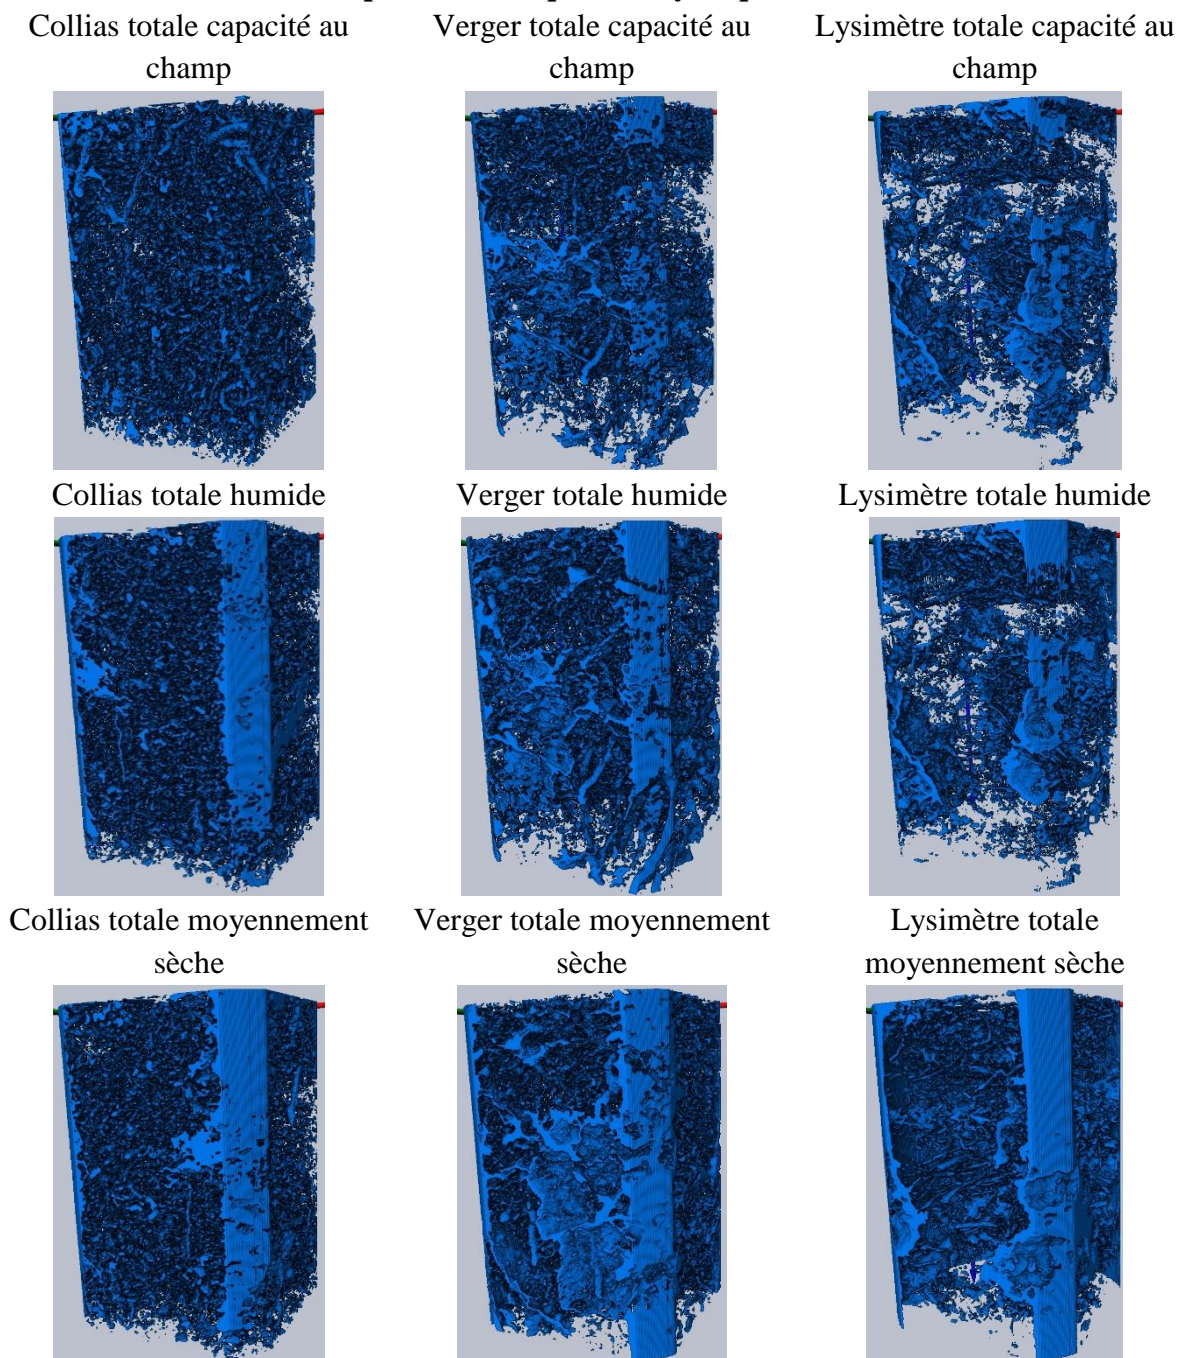 Collias totale capacité au
champ
Verger totale capacité au
champ
Lysimètre totale capacité au
champ
Collias totale humide
Verger totale humide
Lysimètre totale humide
Collias totale moyennement
sèche
Verger totale moyennement
sèche
Lysimètre totale
moyennement sèche